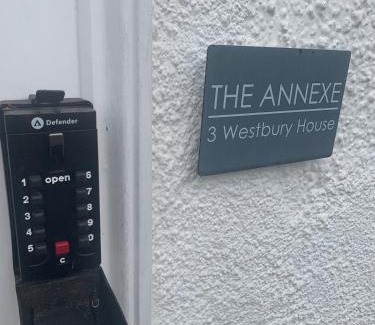 Defender
open
1 6
2 7
3 8
4 9
5 0
C
THE ANNEXE
3 Westbury House